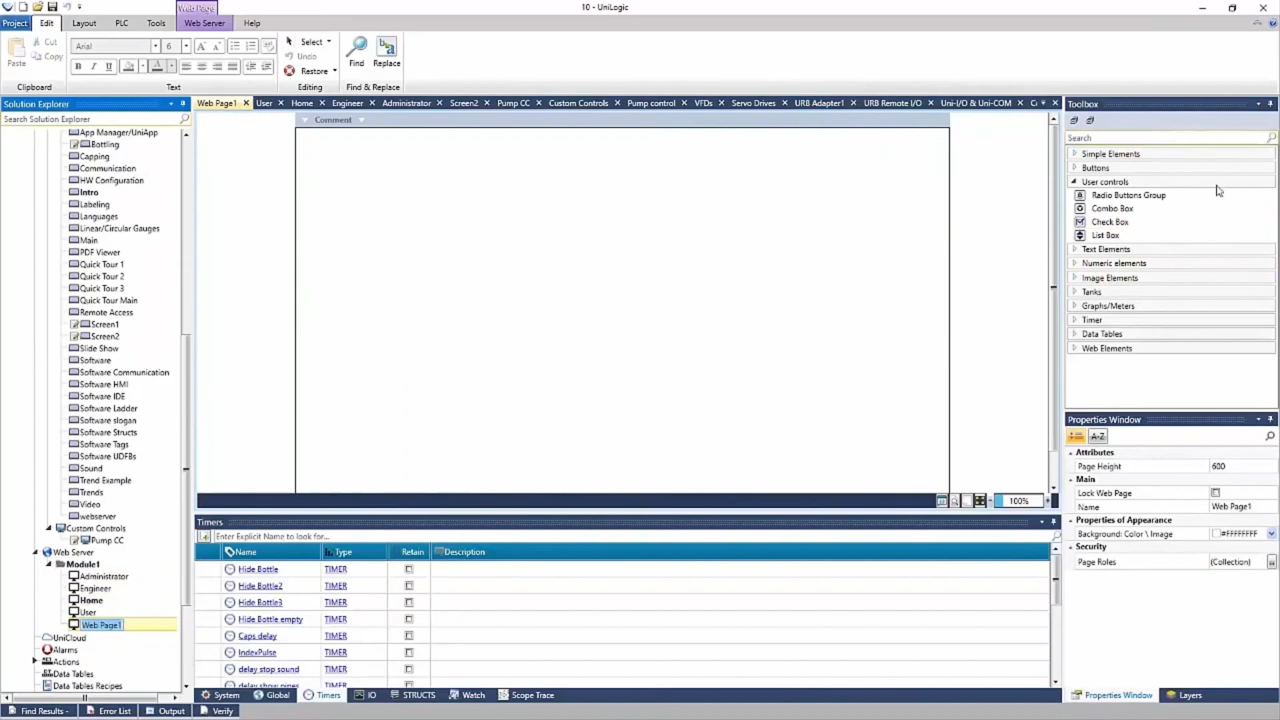 Web Page
10 - UniLogic
Project Edit Layout PLC Tools Web Server Help
Paste
Cut
Copy
Clipboard
Arial 6
B I U
Text
Select
Undo
Restore
Editing
Find
Replace
Find & Replace
Solution Explorer
Search Solution Explorer
App Manager/UniApp
Bottling
Capping
Communication
HW Configuration
Intro
Labeling
Languages
Linear/Circular Gauges
Main
PDF Viewer
Quick Tour 1
Quick Tour 2
Quick Tour 3
Quick Tour Main
Remote Access
Screen1
Screen2
Slide Show
Software
Software Communication
Software HMI
Software IDE
Software Ladder
Software slogan
Software Structs
Software Tags
Software UDFBs
Sound
Trend Example
Trends
Video
webserver
Custom Controls
Pump CC
Web Server
Module1
Administrator
Engineer
Home
User
Web Page1
UniCloud
Alarms
Actions
Data Tables
Data Tables Recipes
Web Page1 User Home Engineer Administrator Screen2 Pump CC Custom Controls Pump control VFDs Servo Drives URB Adapter1 URB Remote I/O Uni-I/O & Uni-COM
Comment
100%
Timers
Enter Explicit Name to look for...
Name Type Retain Description
Hide Bottle TIMER
Hide Bottle2 TIMER
Hide Bottle3 TIMER
Hide Bottle empty TIMER
Caps delay TIMER
IndexPulse TIMER
delay stop sound TIMER
delay show pipes TIMER
System Global Timers IO STRUCTS Watch Scope Trace
Toolbox
Search
Simple Elements
Buttons
User controls
Radio Buttons Group
Combo Box
Check Box
List Box
Text Elements
Numeric elements
Image Elements
Tanks
Graphs/Meters
Timer
Data Tables
Web Elements
Properties Window
A-Z
Attributes
Page Height 600
Main
Lock Web Page
Name Web Page1
Properties of Appearance
Background: Color \ Image #FFFFFFFF
Security
Page Roles (Collection)
Properties Window Layers
Find Results - Error List Output Verify